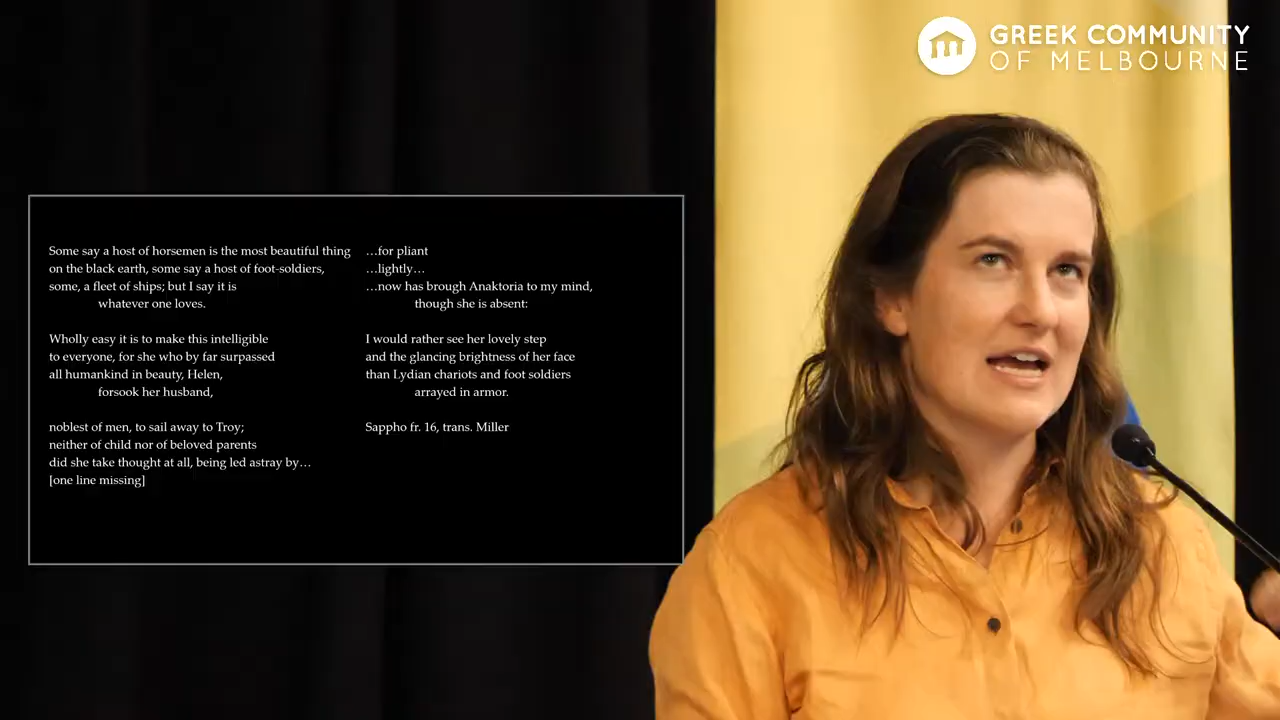 GREEK COMMUNITY
OF MELBOURNE
Some say a host of horsemen is the most beautiful thing
on the black earth, some say a host of foot-soldiers,
some, a fleet of ships; but I say it is
whatever one loves.
Wholly easy it is to make this intelligible
to everyone, for she who by far surpassed
all humankind in beauty, Helen,
forsook her husband,
noblest of men, to sail away to Troy;
neither of child nor of beloved parents
did she take thought at all, being led astray by…
[one line missing]
…for pliant
…lightly…
…now has brough Anaktoria to my mind,
though she is absent:
I would rather see her lovely step
and the glancing brightness of her face
than Lydian chariots and foot soldiers
arrayed in armor.
Sappho fr. 16, trans. Miller